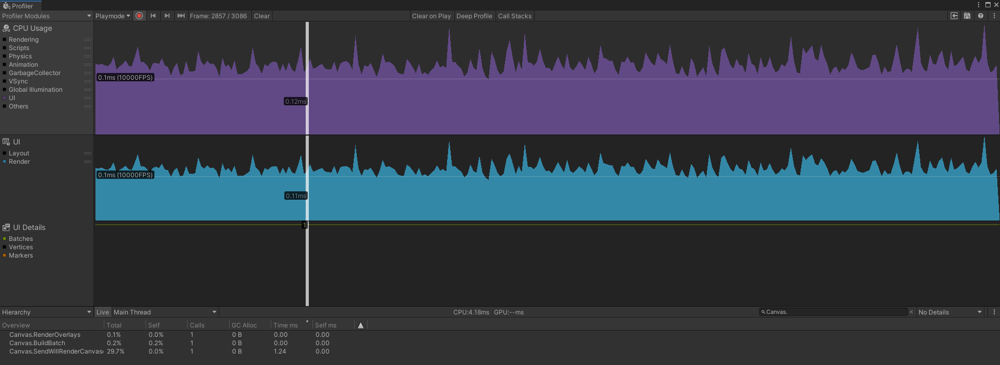 Profiler
Profiler Modules Playmode Frame: 2857 / 3086 Clear Clear on Play Deep Profile Call Stacks
CPU Usage
Rendering
Scripts
Physics
Animation
GarbageCollector
VSync
Global Illumination
UI
Others
0.1ms (10000FPS)
0.12ms
UI
Layout
Render
0.1ms (10000FPS)
0.11ms
UI Details
Batches
Vertices
Markers
1
Hierarchy Live Main Thread CPU:4.18ms GPU:--ms Canvas. No Details
Overview Total Self Calls GC Alloc Time ms Self ms
Canvas.RenderOverlays 0.1% 0.0% 1 0 B 0.00 0.00
Canvas.BuildBatch 0.2% 0.2% 1 0 B 0.00 0.00
Canvas.SendWillRenderCanvas 29.7% 0.0% 1 0 B 1.24 0.00